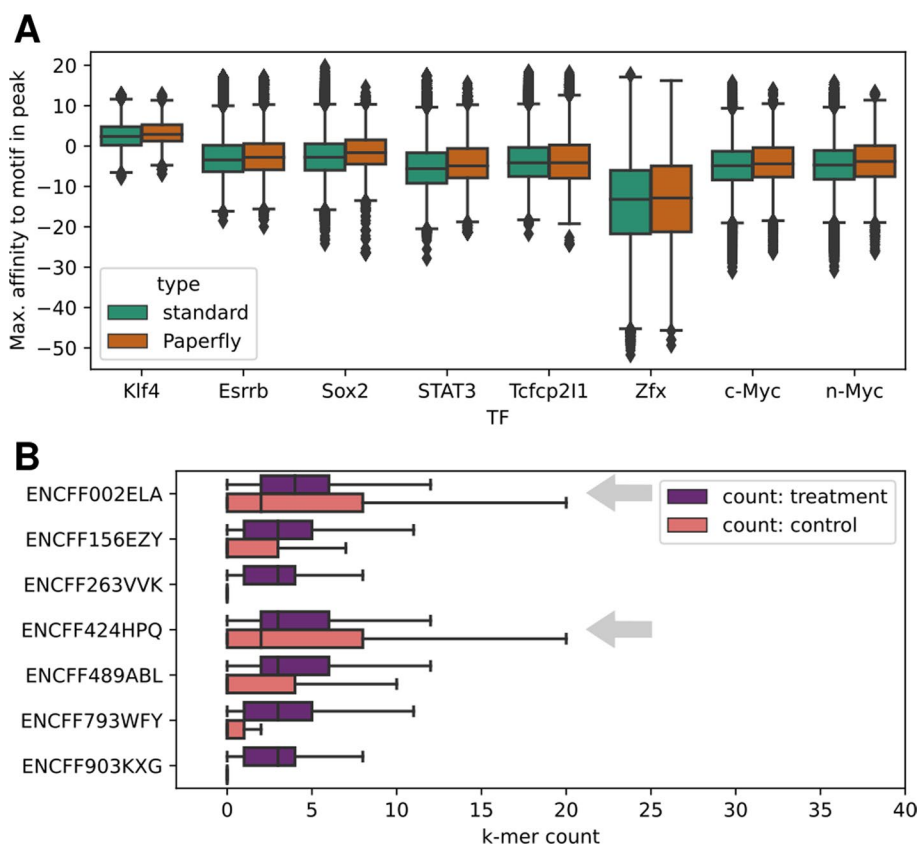 A
Max. affinity to motif in peak
20
10
0
−10
−20
−30
−40
−50
type
standard
Paperfly
Klf4 Esrrb Sox2 STAT3 Tcfcp2l1 Zfx c-Myc n-Myc
TF
B
ENCFF002ELA
ENCFF156EZY
ENCFF263VVK
ENCFF424HPQ
ENCFF489ABL
ENCFF793WFY
ENCFF903KXG
count: treatment
count: control
0 5 10 15 20 25 30 35 40
k-mer count